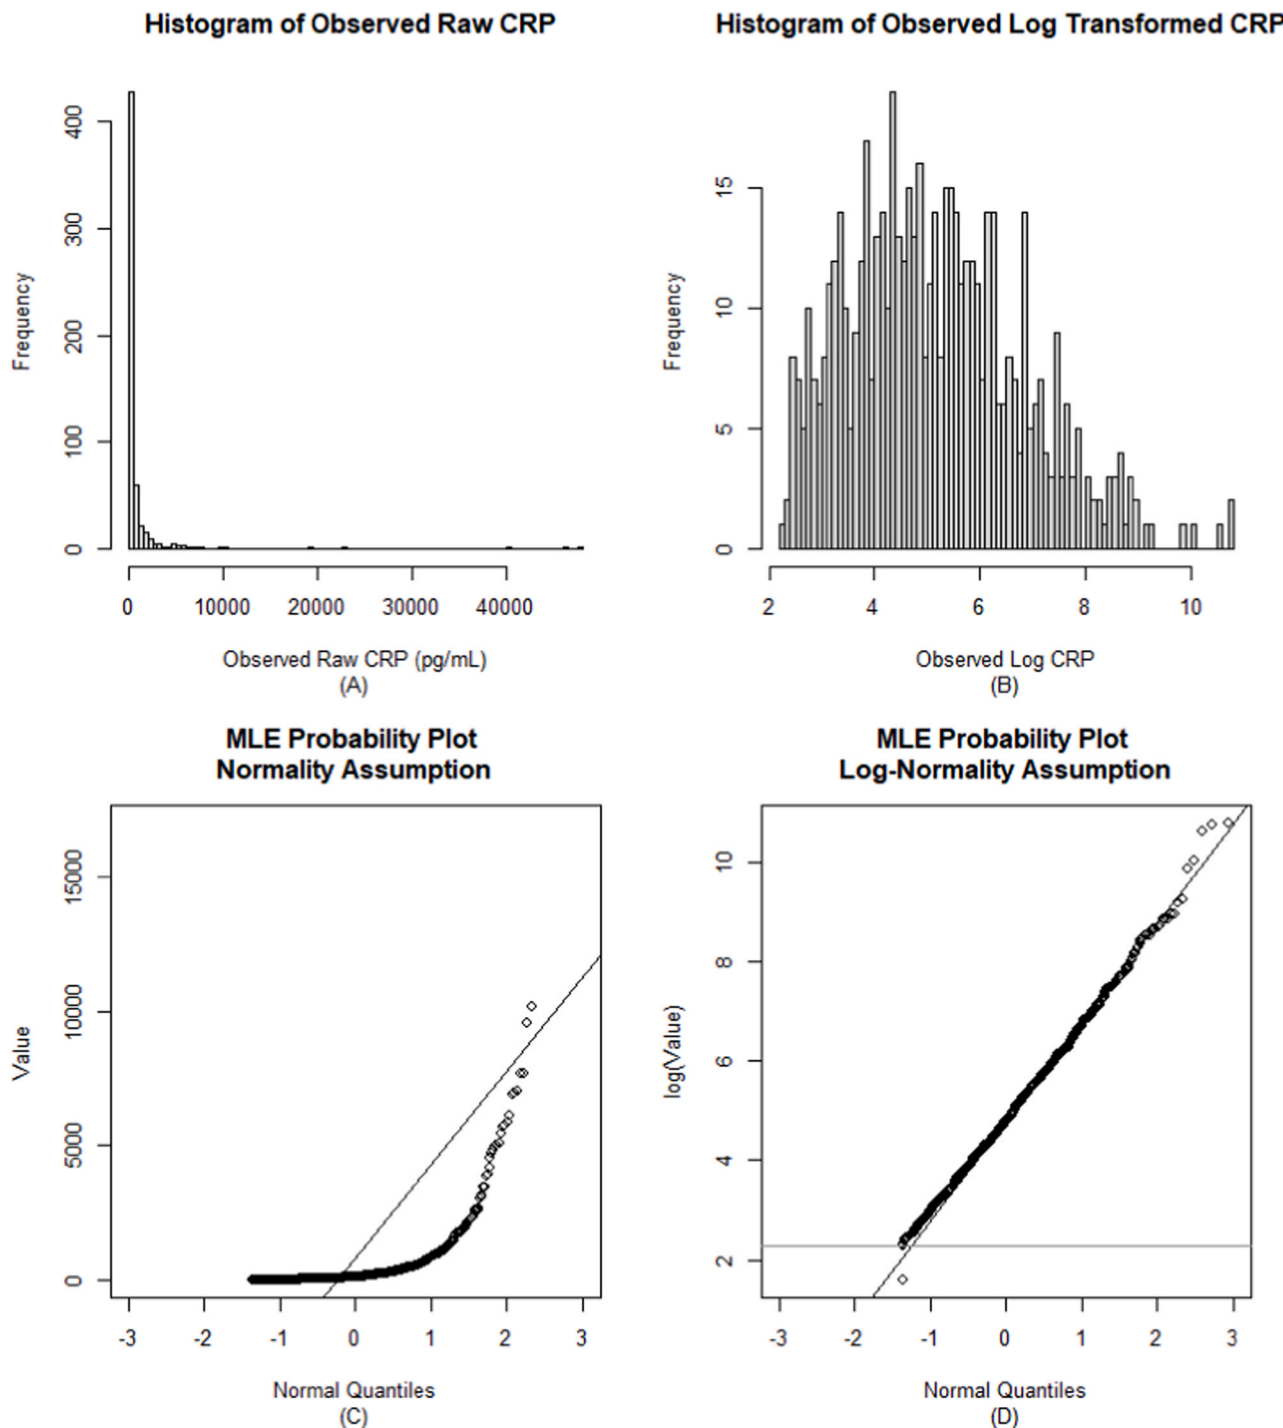 Histogram of Observed Raw CRP
Frequency
400
300
200
100
0
0 10000 20000 30000 40000
Observed Raw CRP (pg/mL)
(A)
Histogram of Observed Log Transformed CRP
Frequency
15
10
5
0
2 4 6 8 10
Observed Log CRP
(B)
MLE Probability Plot
Normality Assumption
Value
15000
10000
5000
0
-3 -2 -1 0 1 2 3
Normal Quantiles
(C)
MLE Probability Plot
Log-Normality Assumption
log(Value)
10
8
6
4
2
-3 -2 -1 0 1 2 3
Normal Quantiles
(D)